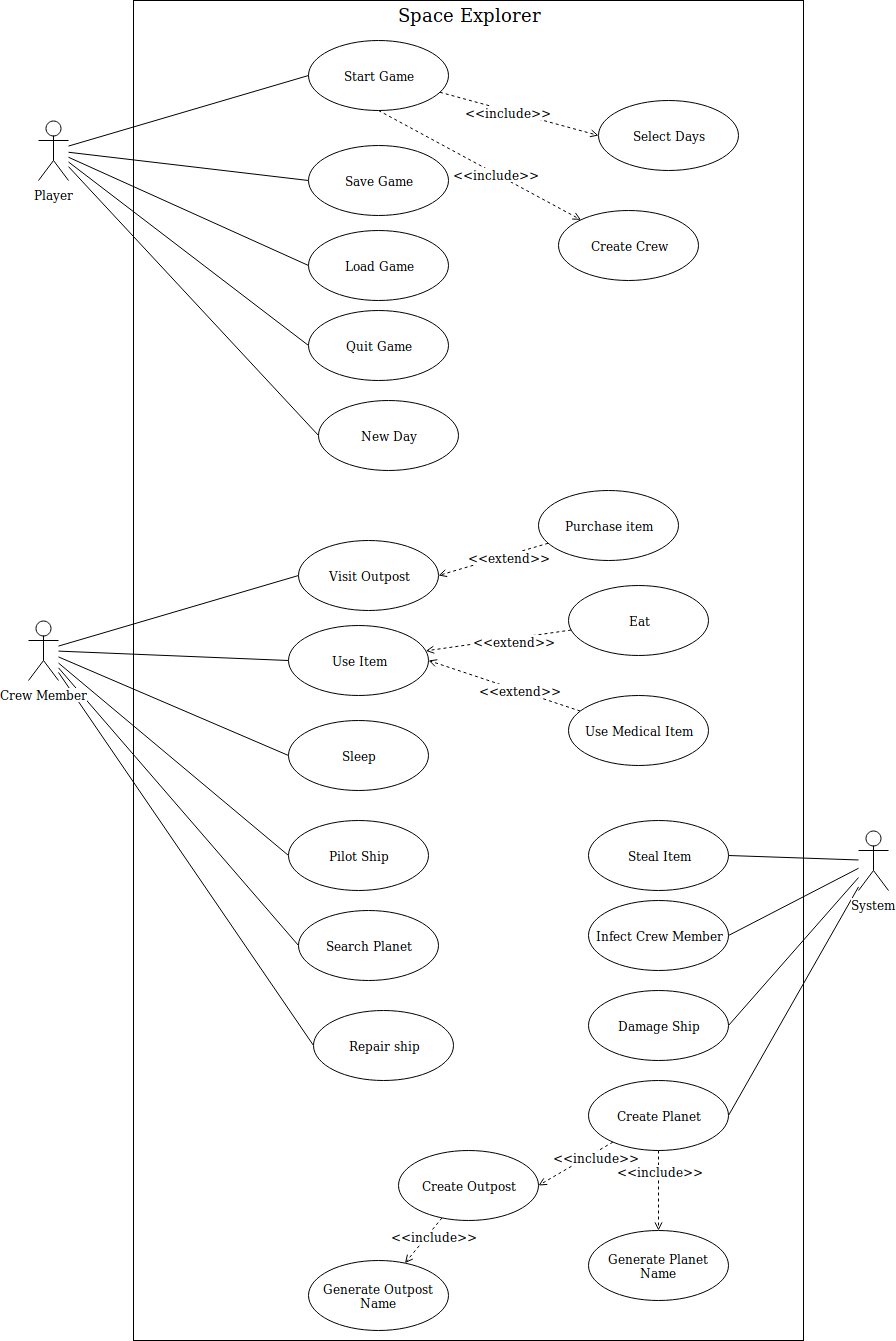 Space Explorer
Start Game
<<include>>
Select Days
Player
Save Game
<<include>>
Create Crew
Load Game
Quit Game
New Day
Purchase item
Visit Outpost
<<extend>>
Eat
Use Item
<<extend>>
Crew Member
<<extend>>
Use Medical Item
Sleep
Pilot Ship
Steal Item
System
Search Planet
Infect Crew Member
Damage Ship
Repair ship
Create Planet
<<include>>
<<include>>
Create Outpost
<<include>>
Generate Planet
Name
Generate Outpost
Name